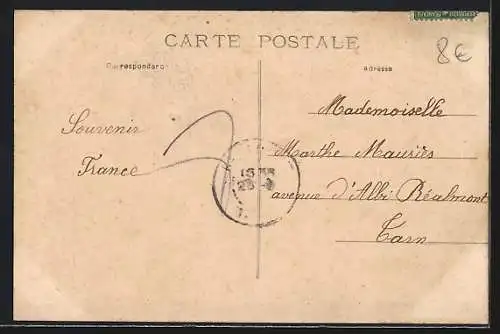 CARTE POSTALE
8€
Correspondance
Adresse
Souvenir
France
Mademoiselle
Marthe Mauriès
avenue d'Albi Réalmont
Tarn